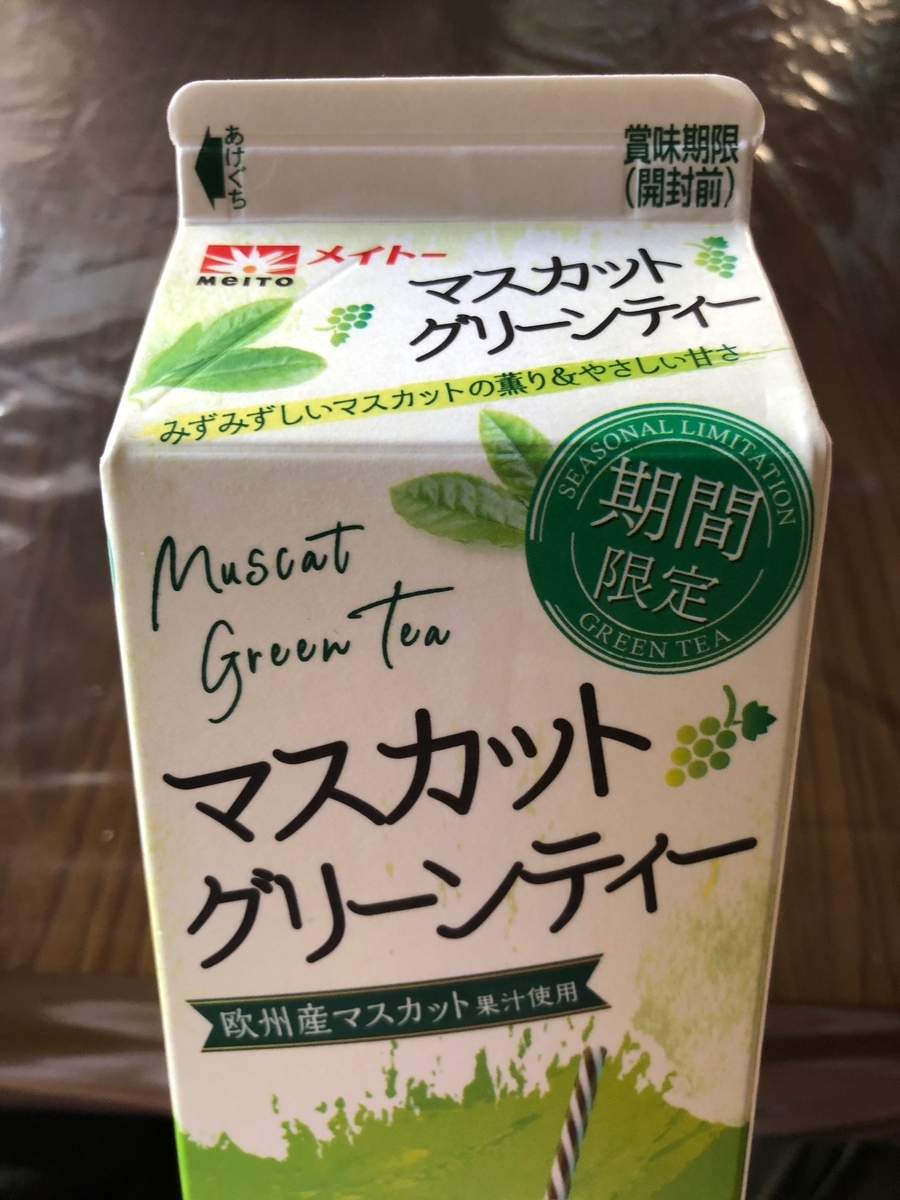 あけぐち
賞味期限
(開封前)
MeITO メイトー
マスカット
グリーンティー
みずみずしいマスカットの薫り&やさしい甘さ
SEASONAL LIMITATION
期間
限定
GREEN TEA
Muscat
Green Tea
マスカット
グリーンティー
欧州産マスカット果汁使用